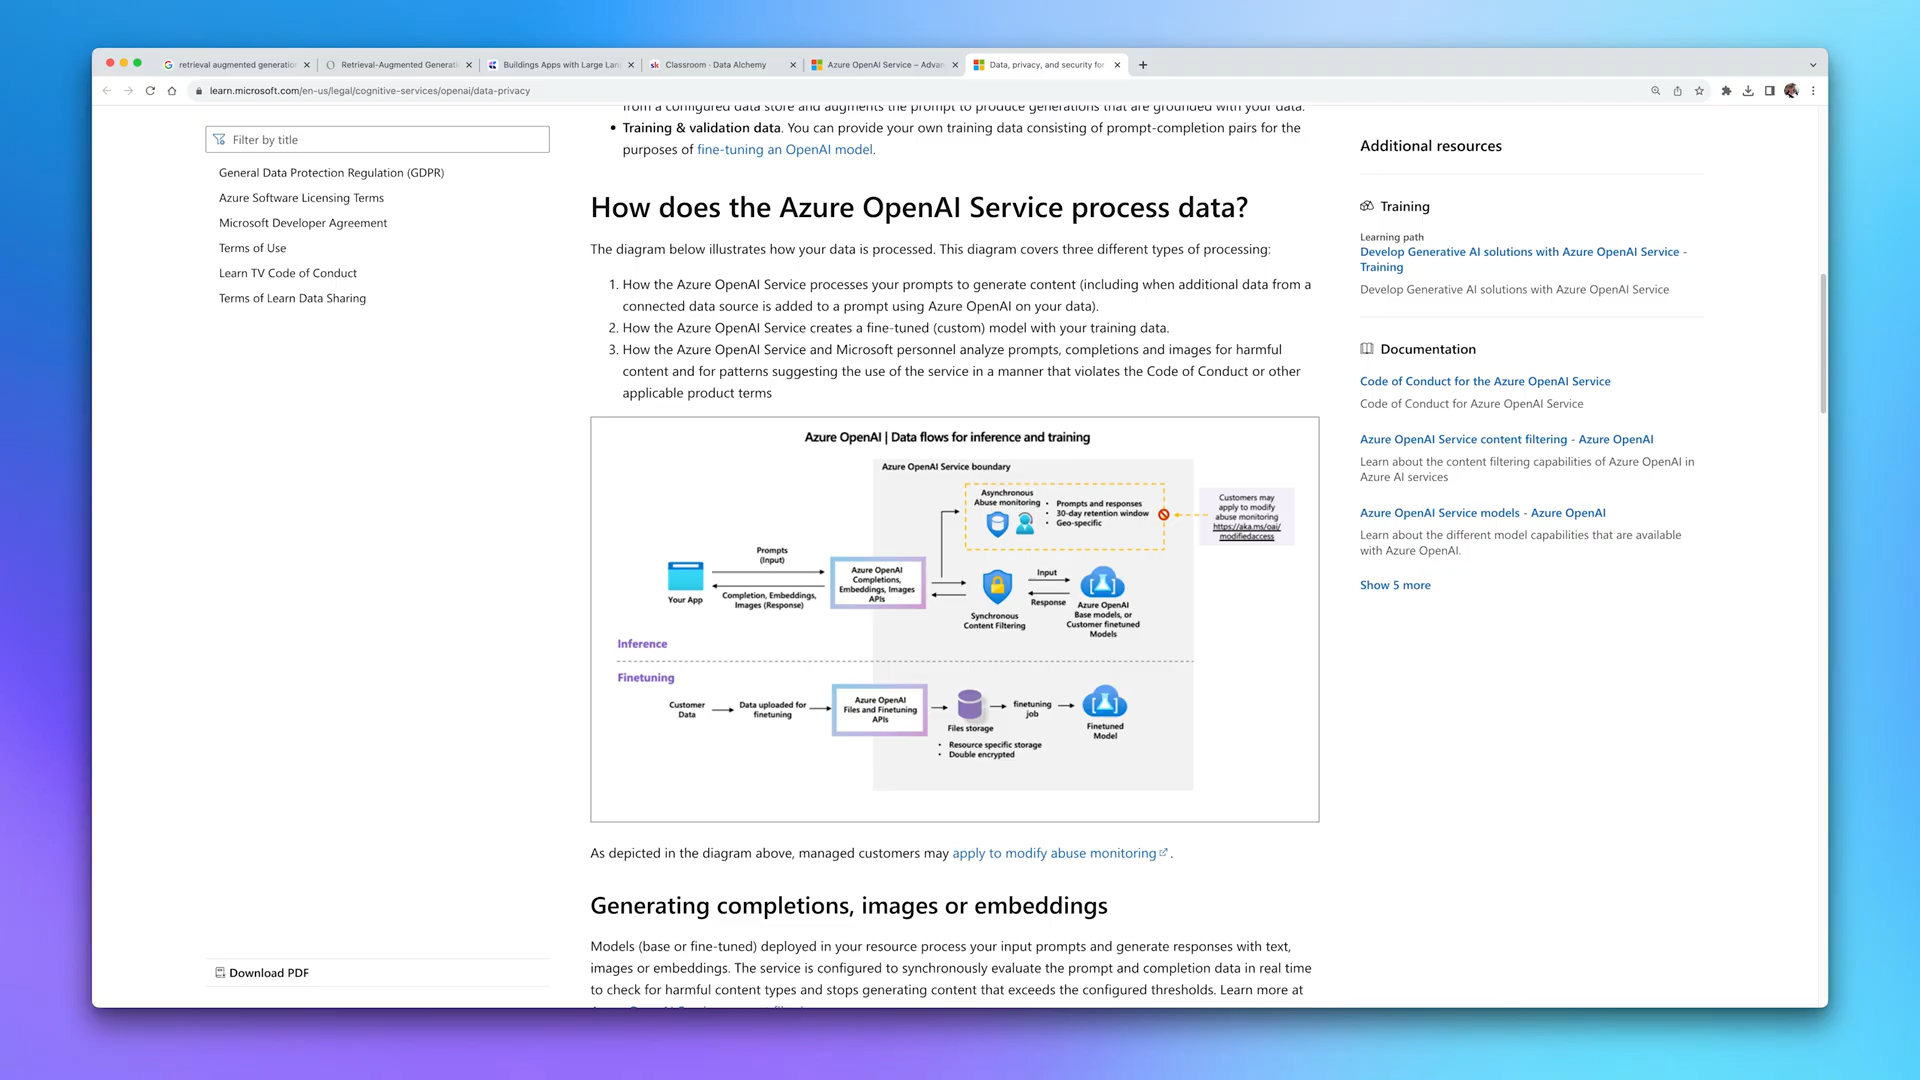 retrieval augmented generatio
Retrieval-Augmented Generati
Buildings Apps with Large Lan
Classroom · Data Alchemy
Azure OpenAI Service – Advan
Data, privacy, and security for
learn.microsoft.com/en-us/legal/cognitive-services/openai/data-privacy
Filter by title
General Data Protection Regulation (GDPR)
Azure Software Licensing Terms
Microsoft Developer Agreement
Terms of Use
Learn TV Code of Conduct
Terms of Learn Data Sharing
Download PDF
from a configured data store and augments the prompt to produce generations that are grounded with your data.
• Training & validation data. You can provide your own training data consisting of prompt-completion pairs for the
purposes of fine-tuning an OpenAI model.
How does the Azure OpenAI Service process data?
The diagram below illustrates how your data is processed. This diagram covers three different types of processing:
1. How the Azure OpenAI Service processes your prompts to generate content (including when additional data from a
connected data source is added to a prompt using Azure OpenAI on your data).
2. How the Azure OpenAI Service creates a fine-tuned (custom) model with your training data.
3. How the Azure OpenAI Service and Microsoft personnel analyze prompts, completions and images for harmful
content and for patterns suggesting the use of the service in a manner that violates the Code of Conduct or other
applicable product terms
Azure OpenAI | Data flows for inference and training
Azure OpenAI Service boundary
Asynchronous
Abuse monitoring
• Prompts and responses
• 30-day retention window
• Geo-specific
Customers may
apply to modify
abuse monitoring
https://aka.ms/oai/
modifiedaccess
Prompts
(Input)
Your App
Completion, Embeddings,
Images (Response)
Azure OpenAI
Completions,
Embeddings, Images
APIs
Synchronous
Content Filtering
Input
Response
Azure OpenAI
Base models, or
Customer finetuned
Models
Inference
Finetuning
Customer
Data
Data uploaded for
finetuning
Azure OpenAI
Files and Finetuning
APIs
Files storage
• Resource specific storage
• Double encrypted
finetuning
job
Finetuned
Model
As depicted in the diagram above, managed customers may apply to modify abuse monitoring .
Generating completions, images or embeddings
Models (base or fine-tuned) deployed in your resource process your input prompts and generate responses with text,
images or embeddings. The service is configured to synchronously evaluate the prompt and completion data in real time
to check for harmful content types and stops generating content that exceeds the configured thresholds. Learn more at
Additional resources
Training
Learning path
Develop Generative AI solutions with Azure OpenAI Service -
Training
Develop Generative AI solutions with Azure OpenAI Service
Documentation
Code of Conduct for the Azure OpenAI Service
Code of Conduct for Azure OpenAI Service
Azure OpenAI Service content filtering - Azure OpenAI
Learn about the content filtering capabilities of Azure OpenAI in
Azure AI services
Azure OpenAI Service models - Azure OpenAI
Learn about the different model capabilities that are available
with Azure OpenAI.
Show 5 more